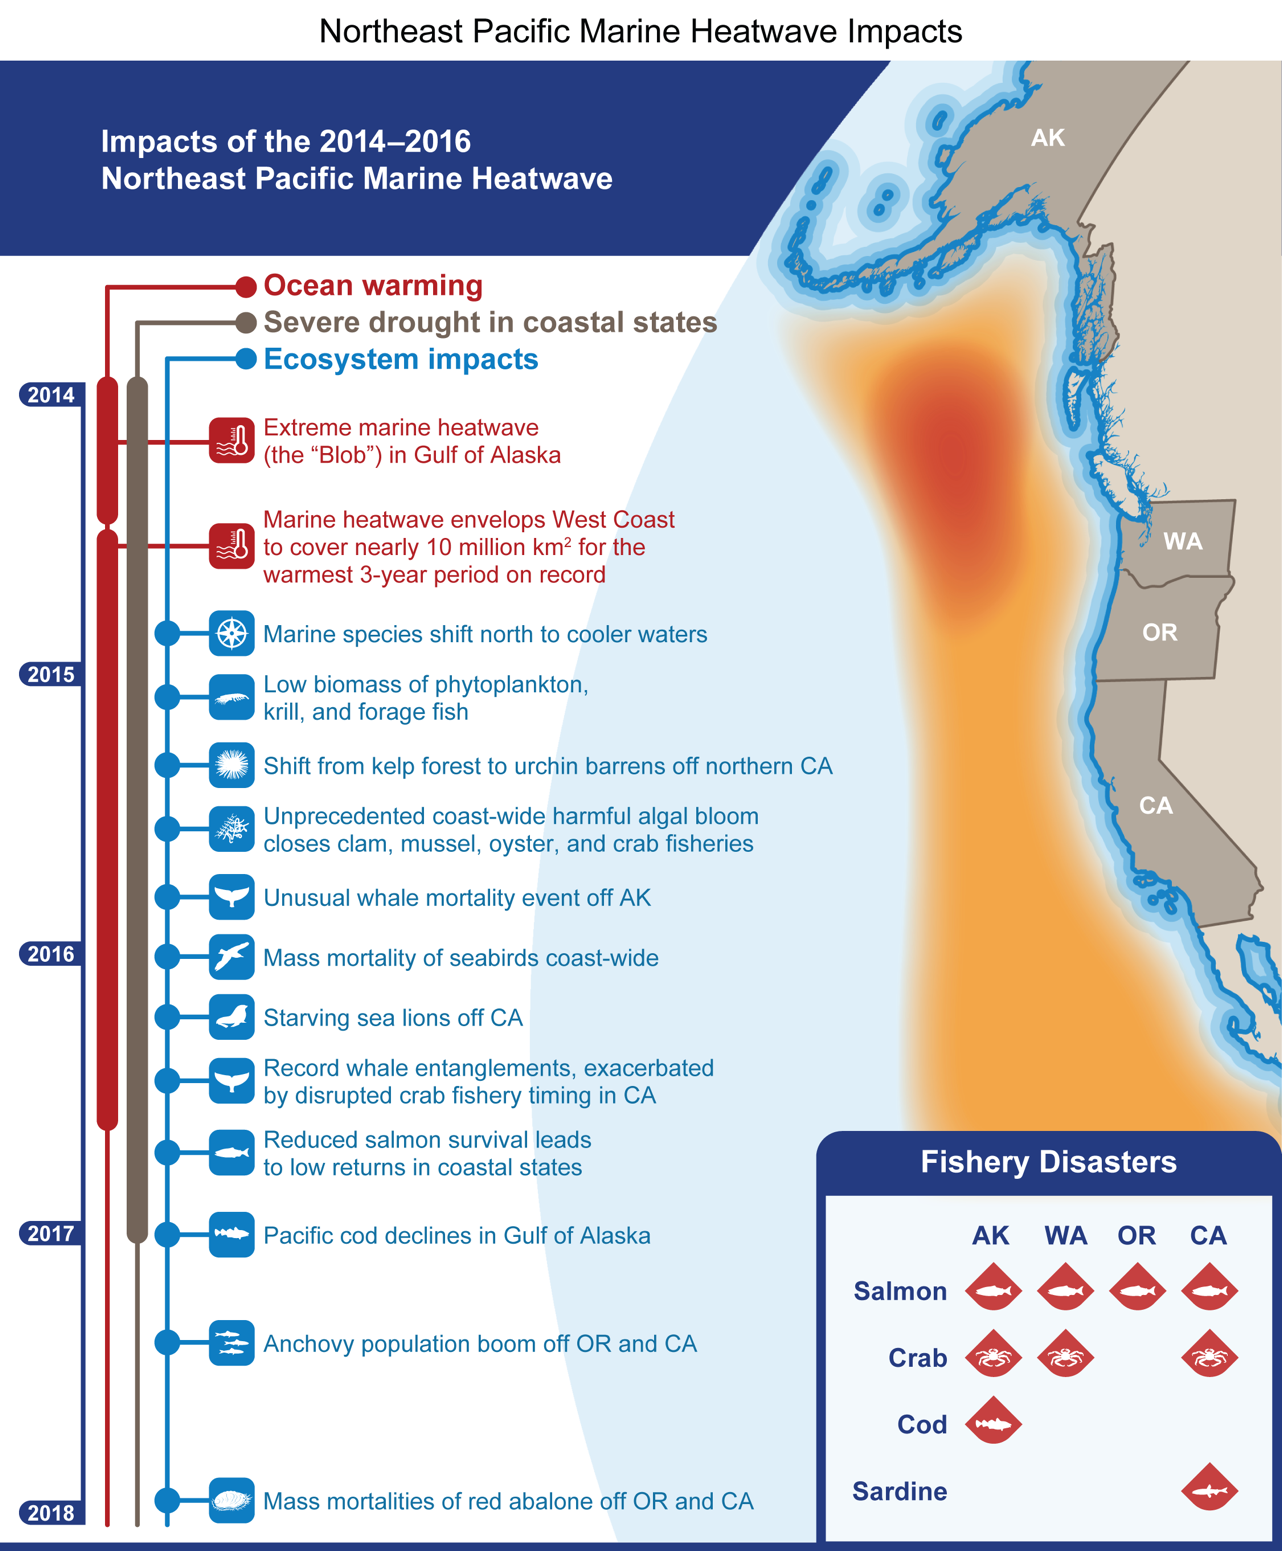 Northeast Pacific Marine Heatwave Impacts
Impacts of the 2014–2016
Northeast Pacific Marine Heatwave
AK
Ocean warming
Severe drought in coastal states
Ecosystem impacts
2014
Extreme marine heatwave
(the “Blob”) in Gulf of Alaska
Marine heatwave envelops West Coast
to cover nearly 10 million km² for the
warmest 3-year period on record
WA
Marine species shift north to cooler waters
OR
2015
Low biomass of phytoplankton,
krill, and forage fish
Shift from kelp forest to urchin barrens off northern CA
CA
Unprecedented coast-wide harmful algal bloom
closes clam, mussel, oyster, and crab fisheries
Unusual whale mortality event off AK
2016
Mass mortality of seabirds coast-wide
Starving sea lions off CA
Record whale entanglements, exacerbated
by disrupted crab fishery timing in CA
Reduced salmon survival leads
to low returns in coastal states
2017
Pacific cod declines in Gulf of Alaska
Anchovy population boom off OR and CA
Mass mortalities of red abalone off OR and CA
2018
Fishery Disasters
AK WA OR CA
Salmon
Crab
Cod
Sardine